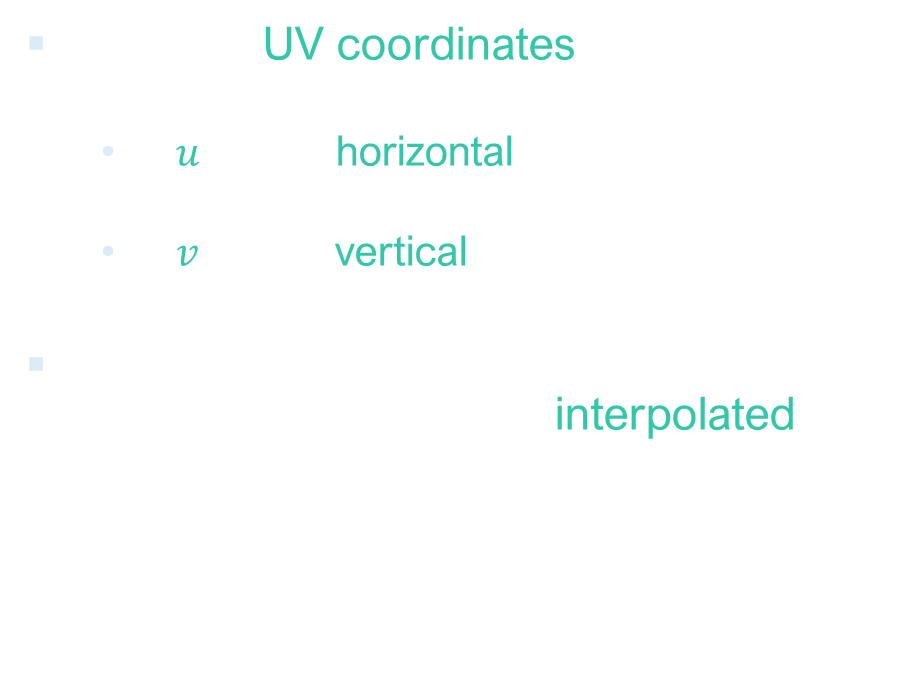 ▪ UV coordinates
• 𝑢 horizontal
• 𝑣 vertical
▪
interpolated